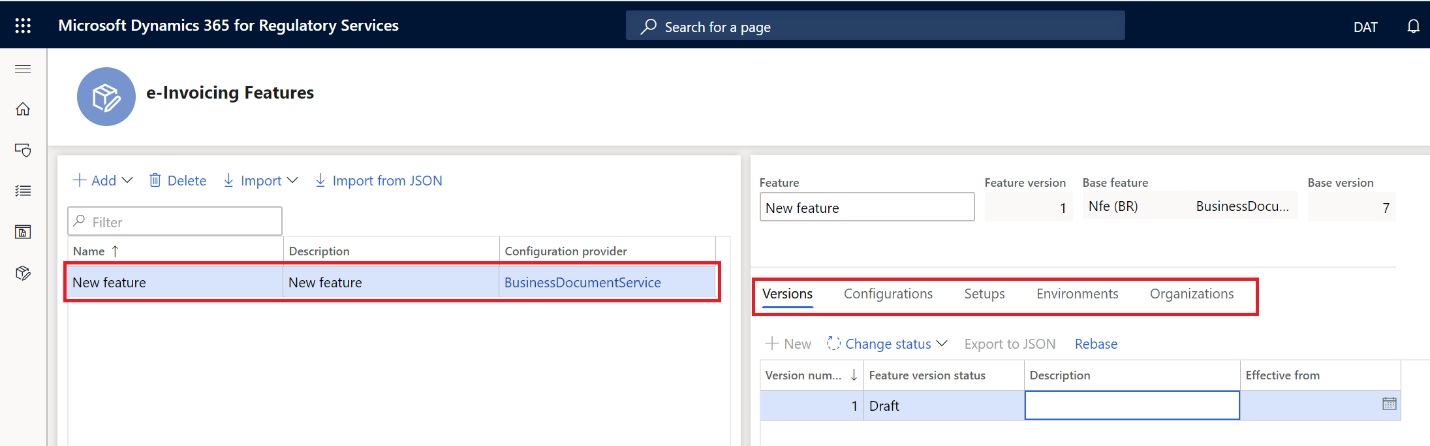 Microsoft Dynamics 365 for Regulatory Services
Search for a page
DAT
e-Invoicing Features
Add Delete Import Import from JSON
Filter
Name Description Configuration provider
New feature New feature BusinessDocumentService
Feature Feature version Base feature Base version
New feature 1 Nfe (BR) BusinessDocu... 7
Versions Configurations Setups Environments Organizations
New Change status Export to JSON Rebase
Version num... Feature version status Description Effective from
1 Draft